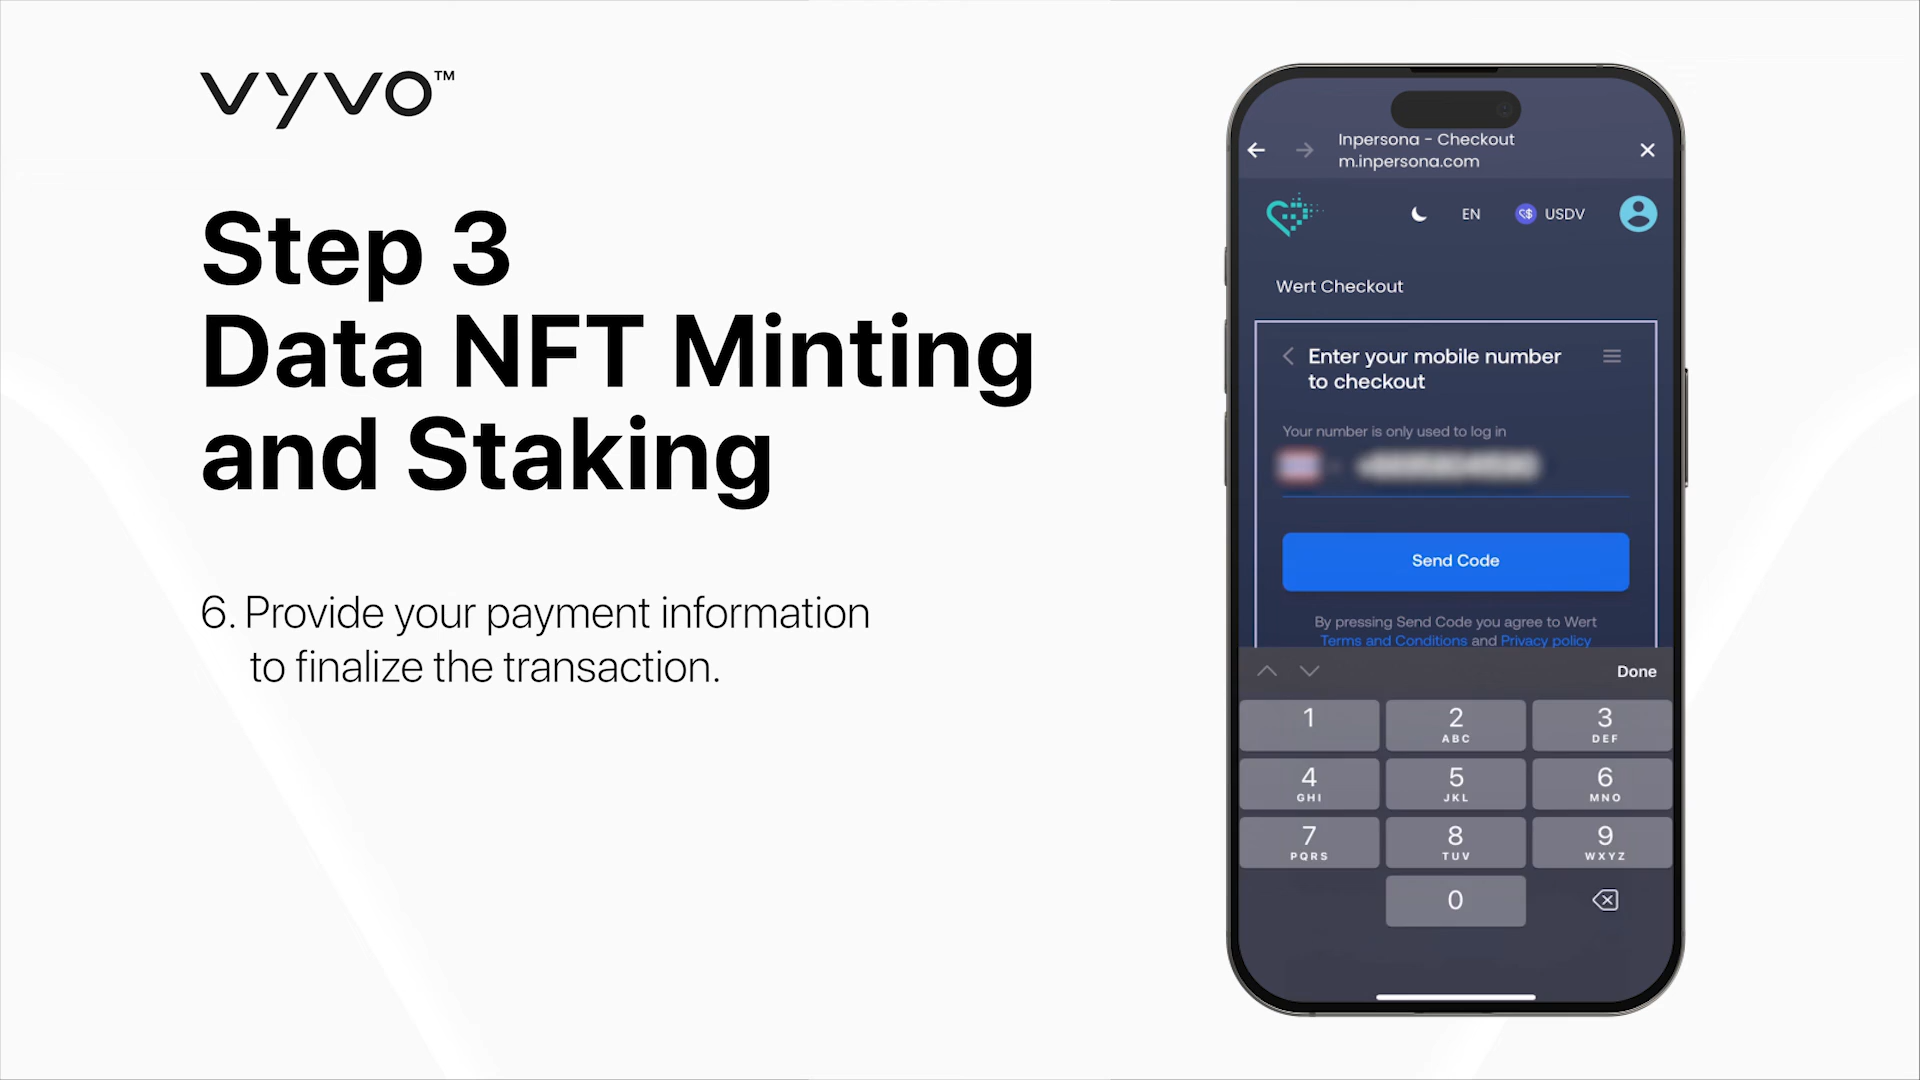 vyvo™
Step 3
Data NFT Minting
and Staking
6. Provide your payment information
to finalize the transaction.
Inpersona - Checkout
m.inpersona.com
EN
USDV
Wert Checkout
Enter your mobile number
to checkout
Your number is only used to log in
Send Code
By pressing Send Code you agree to Wert
Terms and Conditions and Privacy policy
Done
1 2 3
ABC DEF
4 5 6
GHI JKL MNO
7 8 9
PQRS TUV WXYZ
0